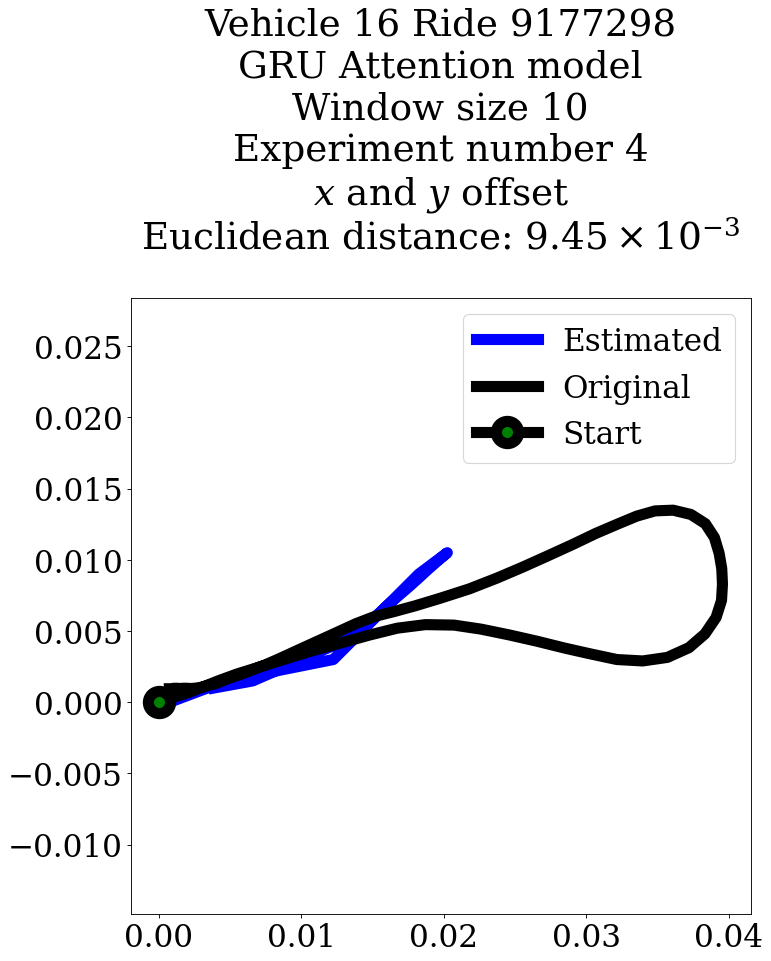 Vehicle 16 Ride 9177298
GRU Attention model
Window size 10
Experiment number 4
x and y offset
Euclidean distance: 9.45 × 10⁻³
Estimated
Original
Start
0.025
0.020
0.015
0.010
0.005
0.000
−0.005
−0.010
0.00 0.01 0.02 0.03 0.04